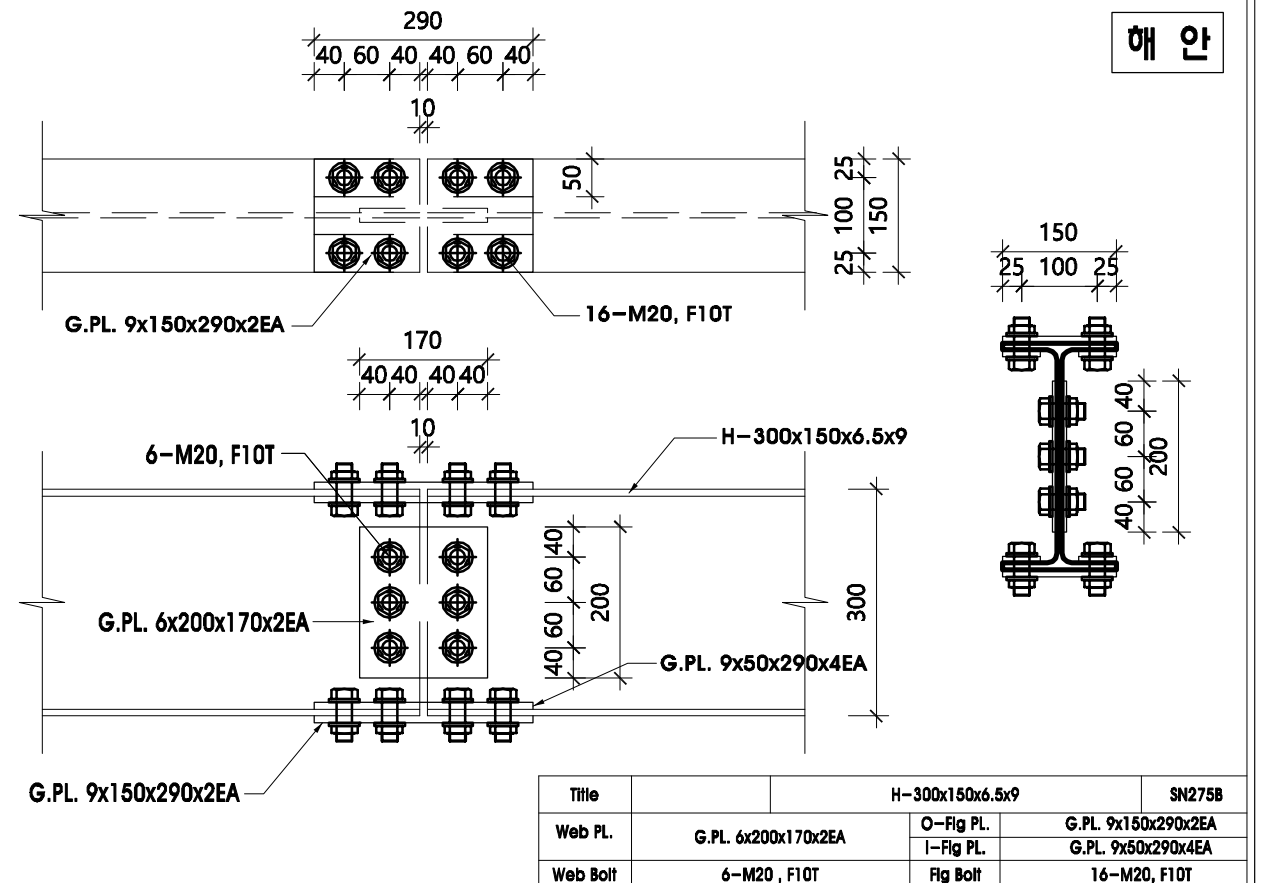 해 안
290
40 60 40 40 60 40
10
50
25
100
25
150
G.PL. 9x150x290x2EA
16-M20, F10T
150
25 100 25
40
60
60
40
200
170
40 40 40 40
10
6-M20, F10T
H-300x150x6.5x9
40
60
60
40
200
300
G.PL. 6x200x170x2EA
G.PL. 9x50x290x4EA
G.PL. 9x150x290x2EA
Title H-300x150x6.5x9 SN275B
Web PL. G.PL. 6x200x170x2EA O-Flg PL. G.PL. 9x150x290x2EA
I-Flg PL. G.PL. 9x50x290x4EA
Web Bolt 6-M20 , F10T Flg Bolt 16-M20, F10T